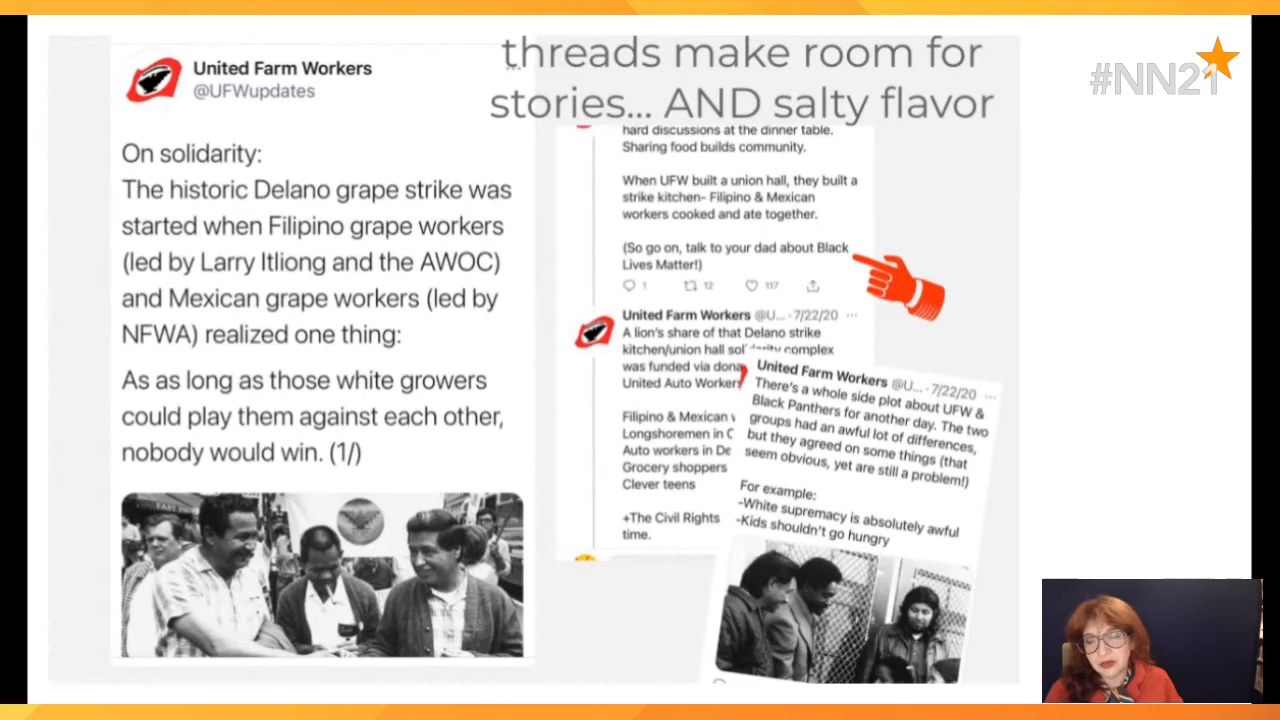 threads make room for
stories... AND salty flavor
#NN21
United Farm Workers
@UFWupdates
On solidarity:
The historic Delano grape strike was
started when Filipino grape workers
(led by Larry Itliong and the AWOC)
and Mexican grape workers (led by
NFWA) realized one thing:
As as long as those white growers
could play them against each other,
nobody would win. (1/)
hard discussions at the dinner table.
Sharing food builds community.
When UFW built a union hall, they built a
strike kitchen- Filipino & Mexican
workers cooked and ate together.
(So go on, talk to your dad about Black
Lives Matter!)
1 12 117
United Farm Workers @U... · 7/22/20 ...
A lion's share of that Delano strike
kitchen/union hall complex
was funded via
United Auto
Filipino & Mexican
Longshoremen in
Auto workers in
Grocery shoppers
Clever teens
+The Civil Rights
time.
United Farm Workers @U... · 7/22/20 ...
There's a whole side plot about UFW &
Black Panthers for another day. The two
groups had an awful lot of differences,
but they agreed on some things (that
seem obvious, yet are still a problem!)
For example:
-White supremacy is absolutely awful
-Kids shouldn't go hungry